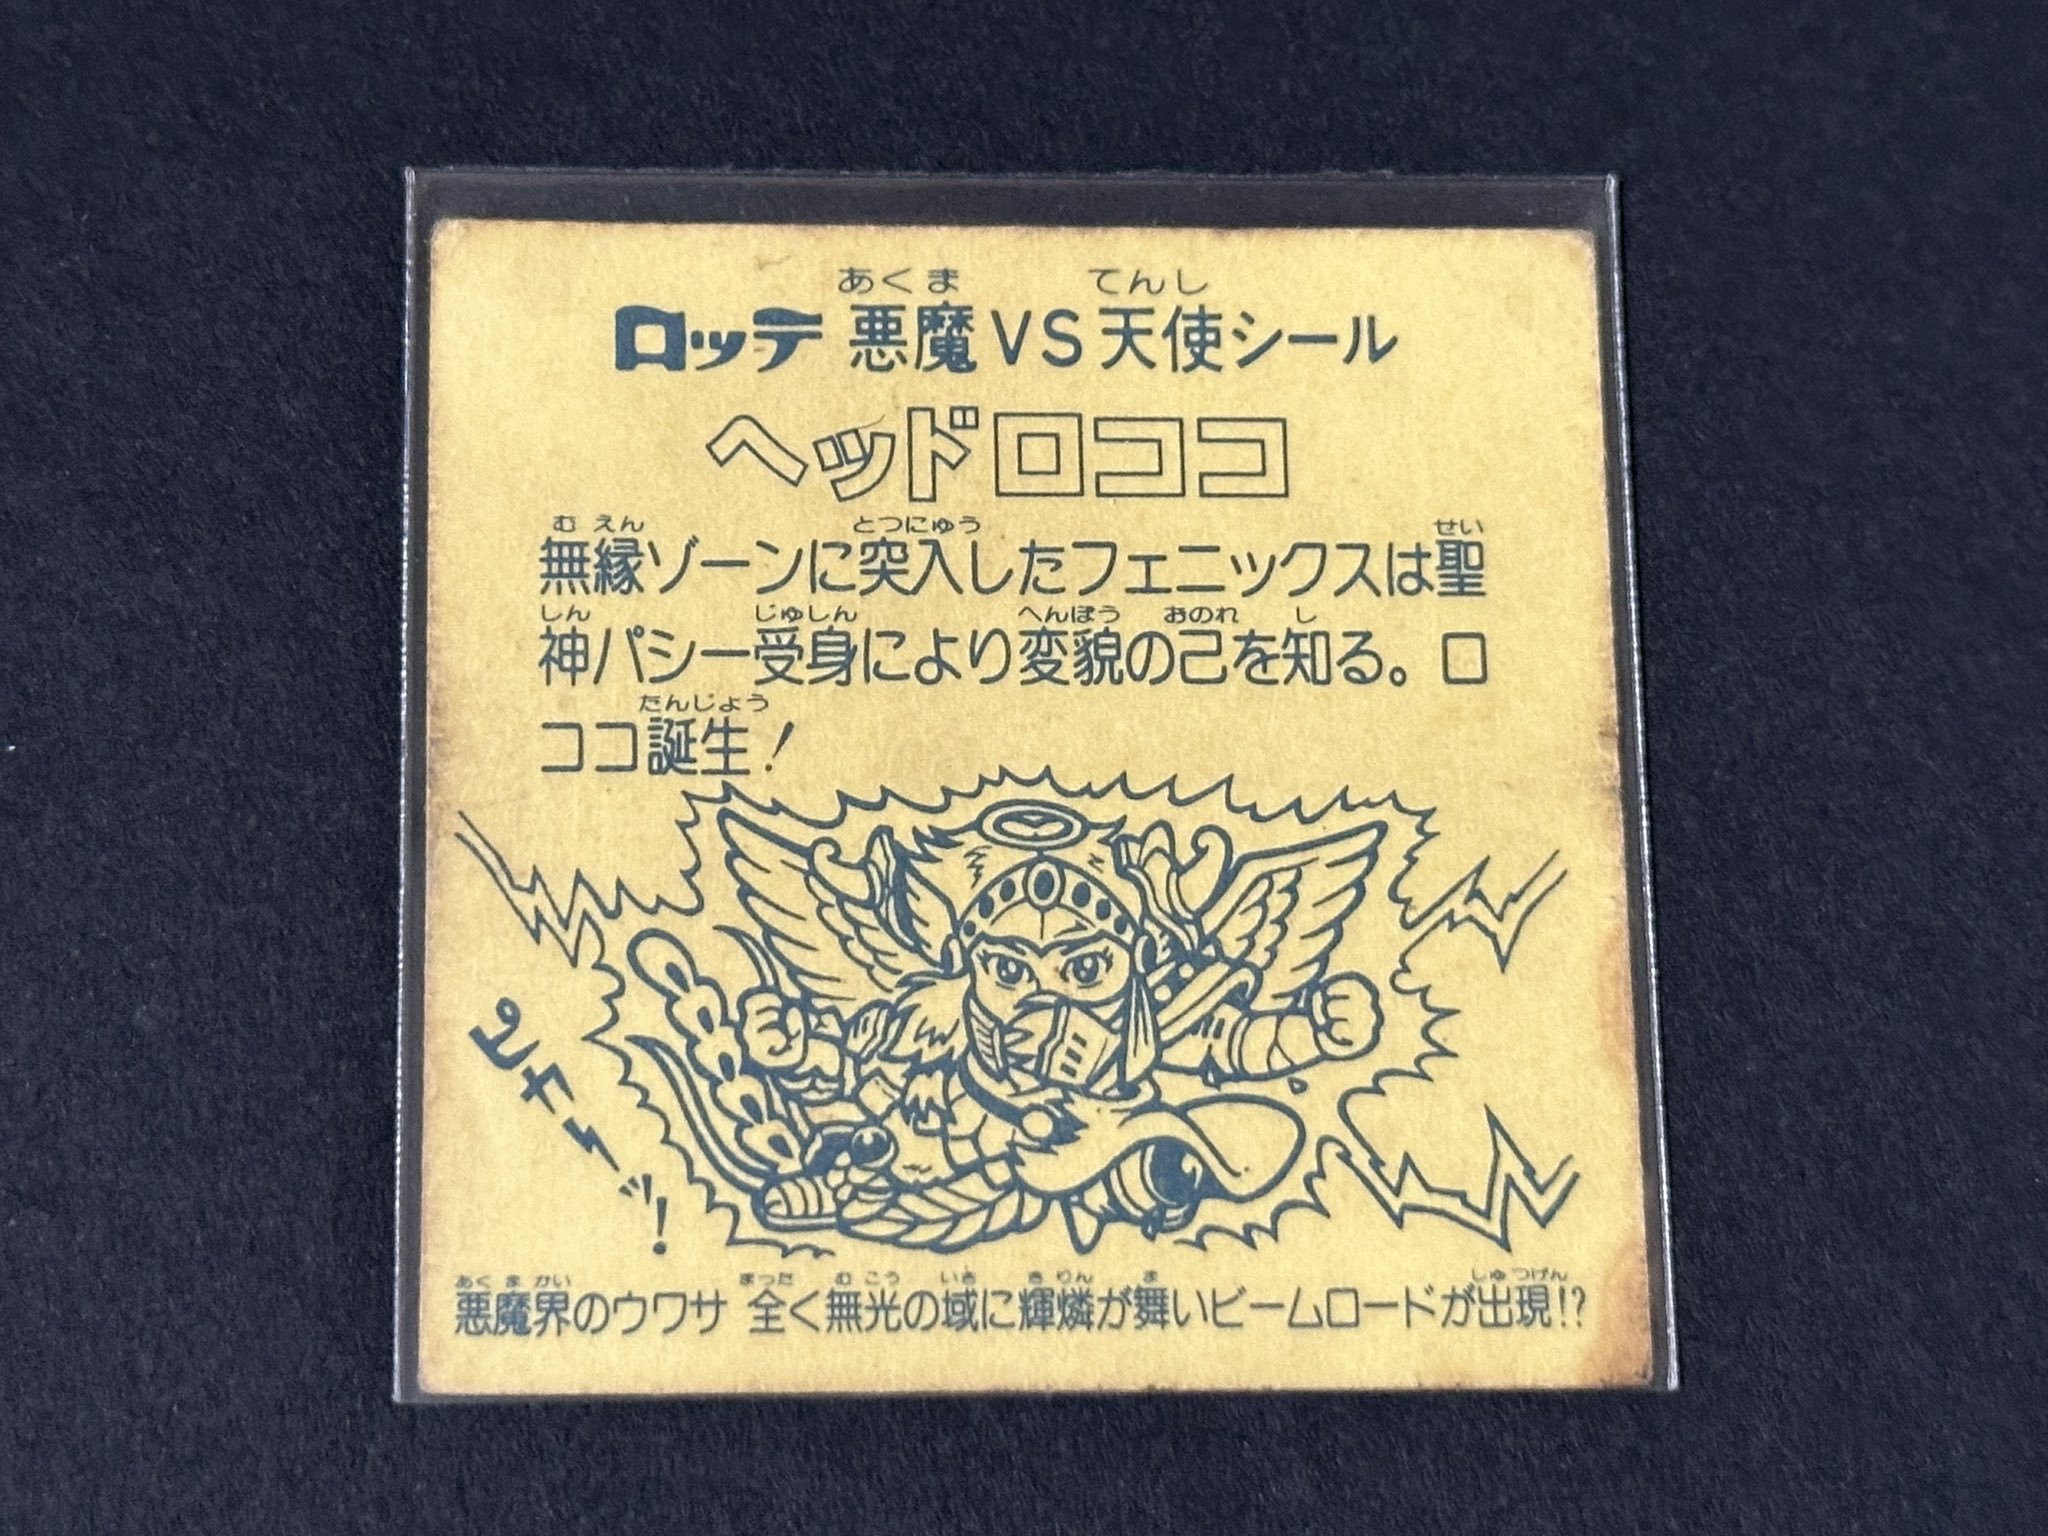 ロッテ 悪魔VS天使シール
あくま てんし
ヘッドロココ
むえん とつにゅう せい
無縁ゾーンに突入したフェニックスは聖
しん じゅしん へんぼう おのれ し
神パシー受身により変貌の己を知る。ロ
たんじょう
ココ誕生!
ピカーッ!
あくまかい まった むこう いき きりん ま しゅつげん
悪魔界のウワサ 全く無光の域に輝燐が舞いビームロードが出現!?